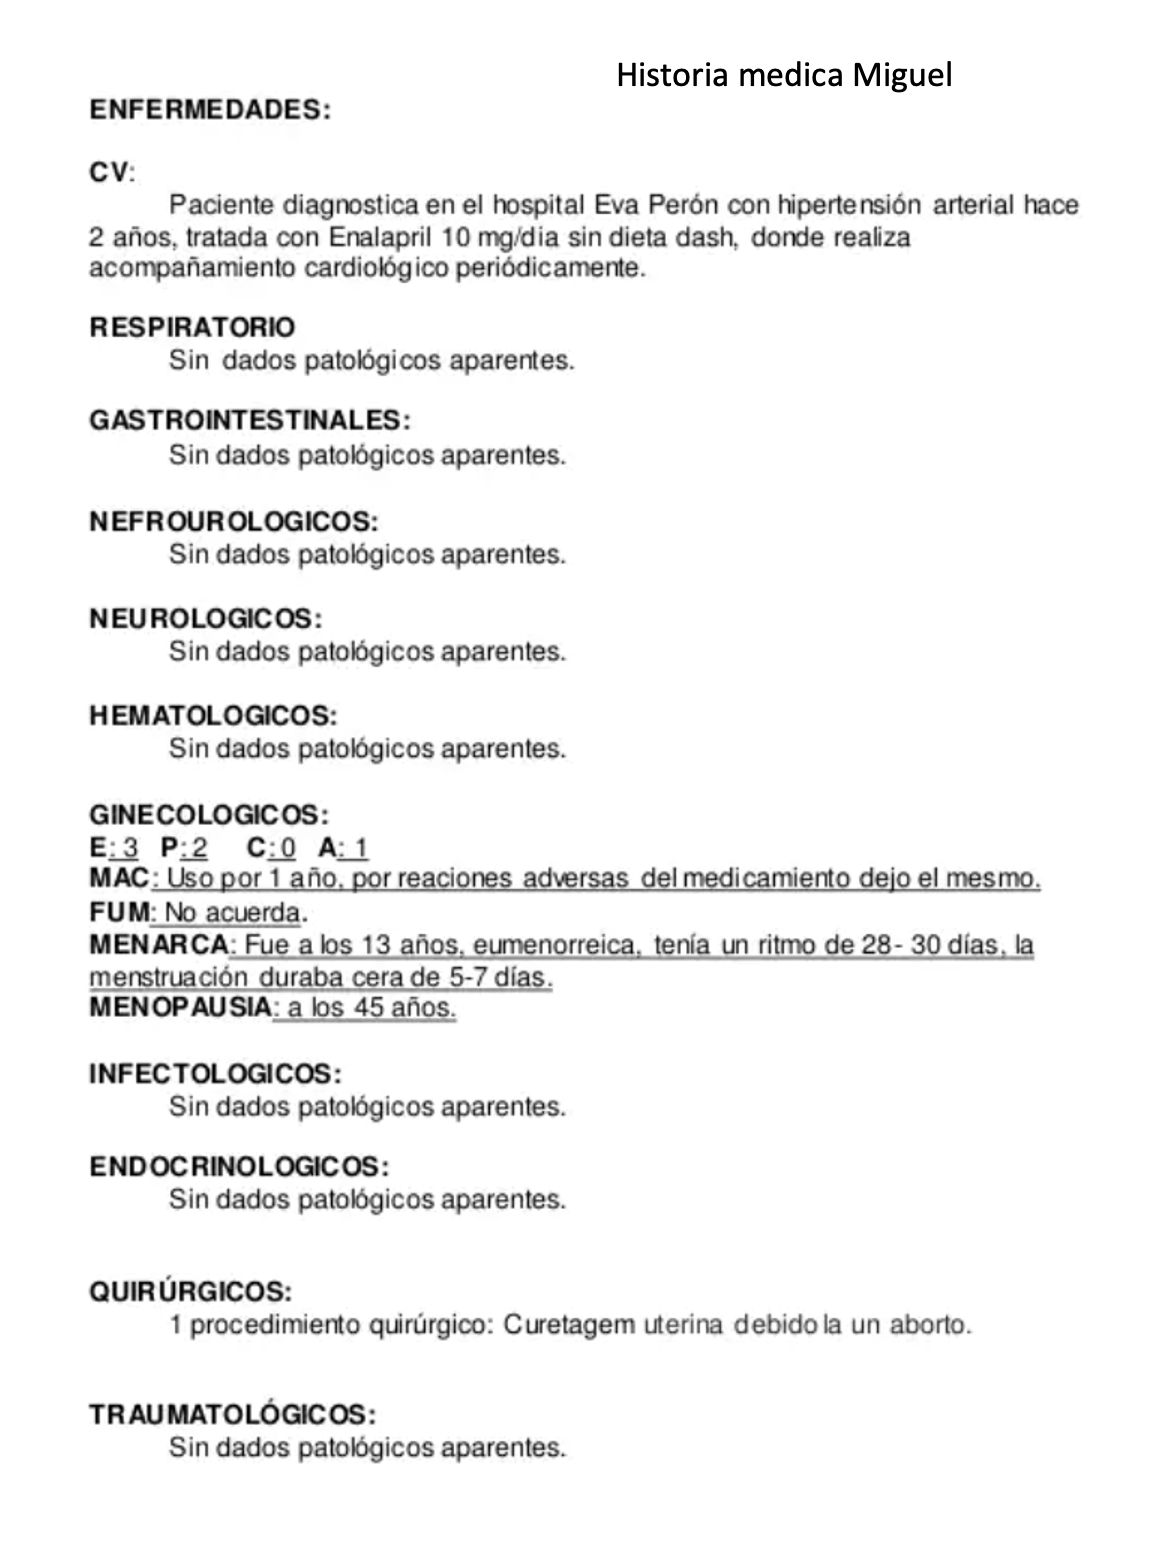 Historia medica Miguel
ENFERMEDADES:
CV:
Paciente diagnostica en el hospital Eva Perón con hipertensión arterial hace
2 años, tratada con Enalapril 10 mg/dia sin dieta dash, donde realiza
acompañamiento cardiológico periódicamente.
RESPIRATORIO
Sin dados patológicos aparentes.
GASTROINTESTINALES:
Sin dados patológicos aparentes.
NEFROUROLOGICOS:
Sin dados patológicos aparentes.
NEUROLOGICOS:
Sin dados patológicos aparentes.
HEMATOLOGICOS:
Sin dados patológicos aparentes.
GINECOLOGICOS:
E: 3 P: 2 C: 0 A: 1
MAC: Uso por 1 año, por reaciones adversas del medicamiento dejo el mesmo.
FUM: No acuerda.
MENARCA: Fue a los 13 años, eumenorreica, tenía un ritmo de 28- 30 días, la
menstruación duraba cera de 5-7 días.
MENOPAUSIA: a los 45 años.
INFECTOLOGICOS:
Sin dados patológicos aparentes.
ENDOCRINOLOGICOS:
Sin dados patológicos aparentes.
QUIRÚRGICOS:
1 procedimiento quirúrgico: Curetagem uterina debido la un aborto.
TRAUMATOLÓGICOS:
Sin dados patológicos aparentes.